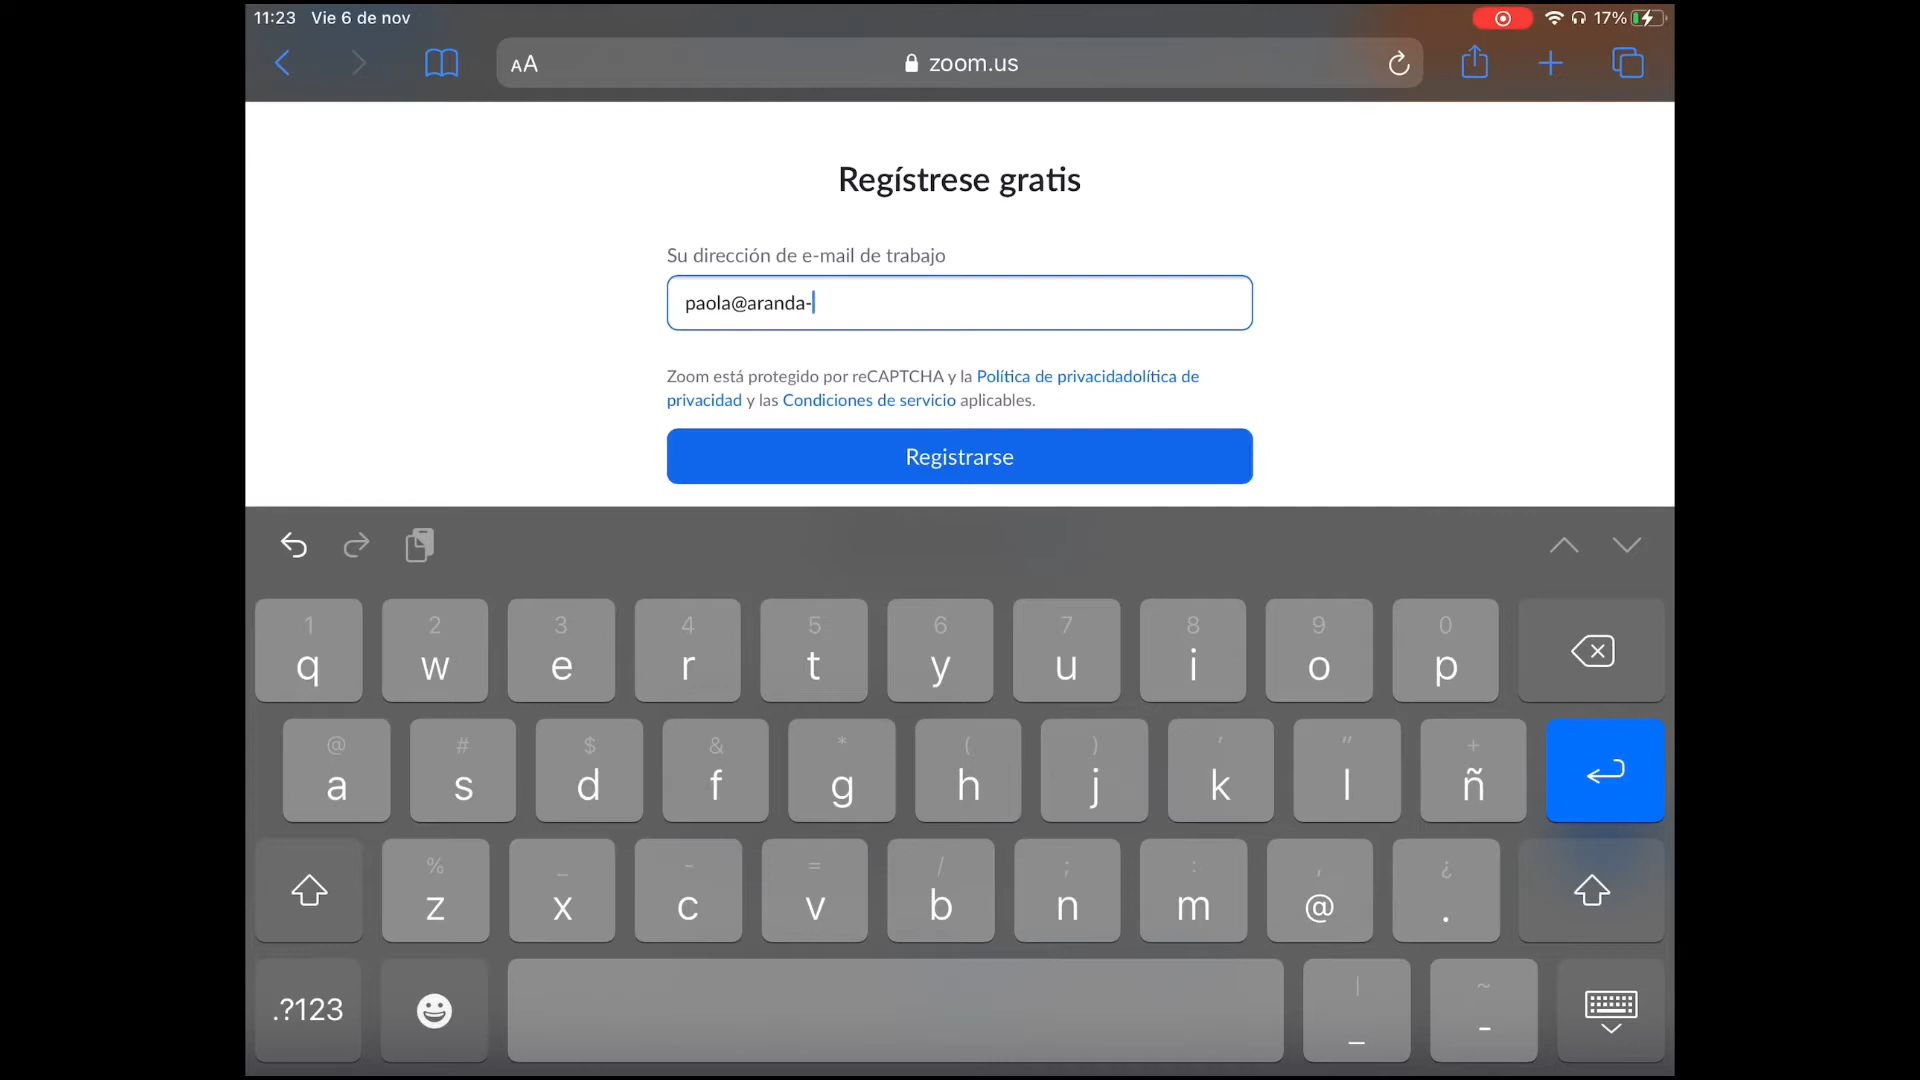 11:23 Vie 6 de nov 17%
AA zoom.us
Regístrese gratis
Su dirección de e-mail de trabajo
paola@aranda-
Zoom está protegido por reCAPTCHA y la Política de privacidadolítica de
privacidad y las Condiciones de servicio aplicables.
Registrarse
1 2 3 4 5 6 7 8 9 0
q w e r t y u i o p
@ # $ & * ( ) ' " +
a s d f g h j k l ñ
% _ - = / ; : , ¿
z x c v b n m @ .
| ~
.?123 _ -